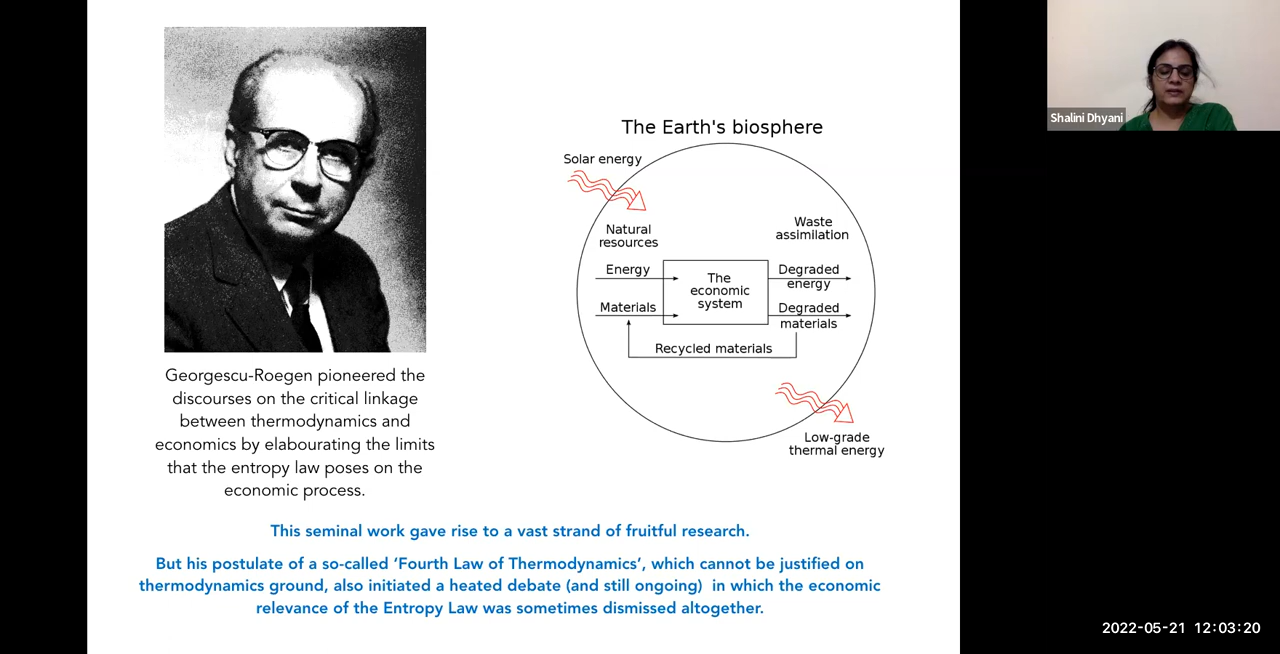 Georgescu-Roegen pioneered the
discourses on the critical linkage
between thermodynamics and
economics by elabourating the limits
that the entropy law poses on the
economic process.
The Earth's biosphere
Solar energy
Natural
resources
Waste
assimilation
Energy
Materials
The
economic
system
Degraded
energy
Degraded
materials
Recycled materials
Low-grade
thermal energy
This seminal work gave rise to a vast strand of fruitful research.
But his postulate of a so-called ‘Fourth Law of Thermodynamics’, which cannot be justified on
thermodynamics ground, also initiated a heated debate (and still ongoing) in which the economic
relevance of the Entropy Law was sometimes dismissed altogether.
Shalini Dhyani
2022-05-21 12:03:20